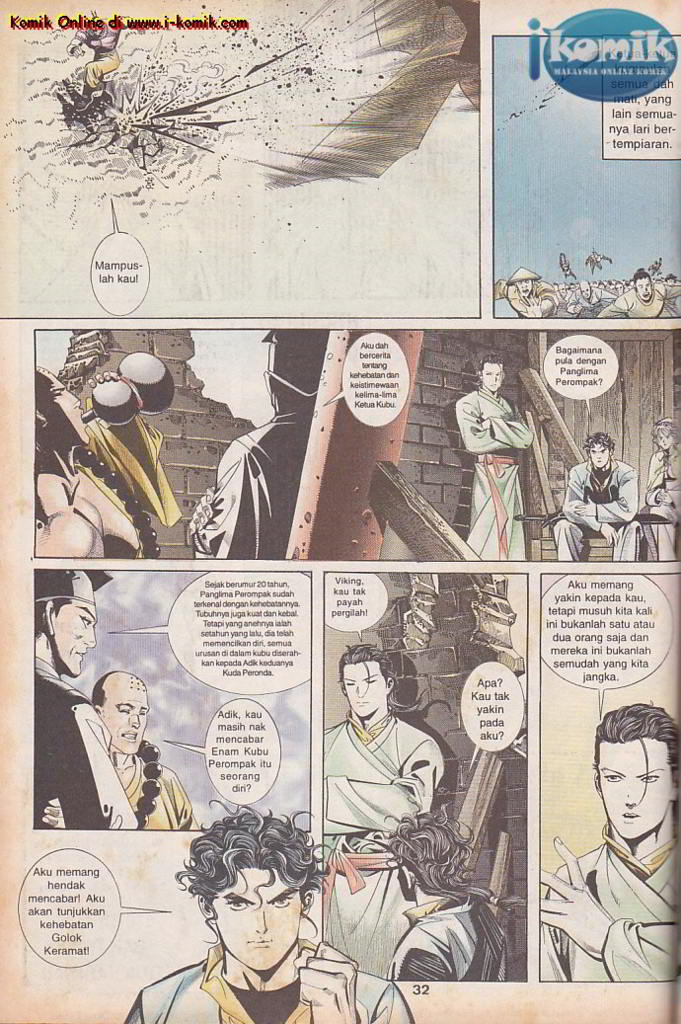 Komik Online di www.i-komik.com
ikomik
MALAYSIA ONLINE KOMIK
semua dah
mati, yang
lain semua-
nya lari ber-
tempiaran.
Mampus-
lah kau!
Aku dah
bercerita
tentang
kehebatan dan
keistimewaan
kelima-lima
Ketua Kubu.
Bagaimana
pula dengan
Panglima
Perompak?
Sejak berumur 20 tahun,
Panglima Perompak sudah
terkenal dengan kehebatannya.
Tubuhnya juga kuat dan kebal.
Tetapi yang anehnya ialah
setahun yang lalu, dia telah
memencilkan diri, semua
urusan di dalam kubu diserah-
kan kepada Adik keduanya
Kuda Peronda.
Adik, kau
masih nak
mencabar
Enam Kubu
Perompak itu
seorang
diri?
Viking,
kau tak
payah
pergilah!
Apa?
Kau tak
yakin
pada
aku?
Aku memang
yakin kepada kau,
tetapi musuh kita kali
ini bukanlah satu atau
dua orang saja dan
mereka ini bukanlah
semudah yang kita
jangka.
Aku memang
hendak
mencabar! Aku
akan tunjukkan
kehebatan
Golok
Keramat!
32